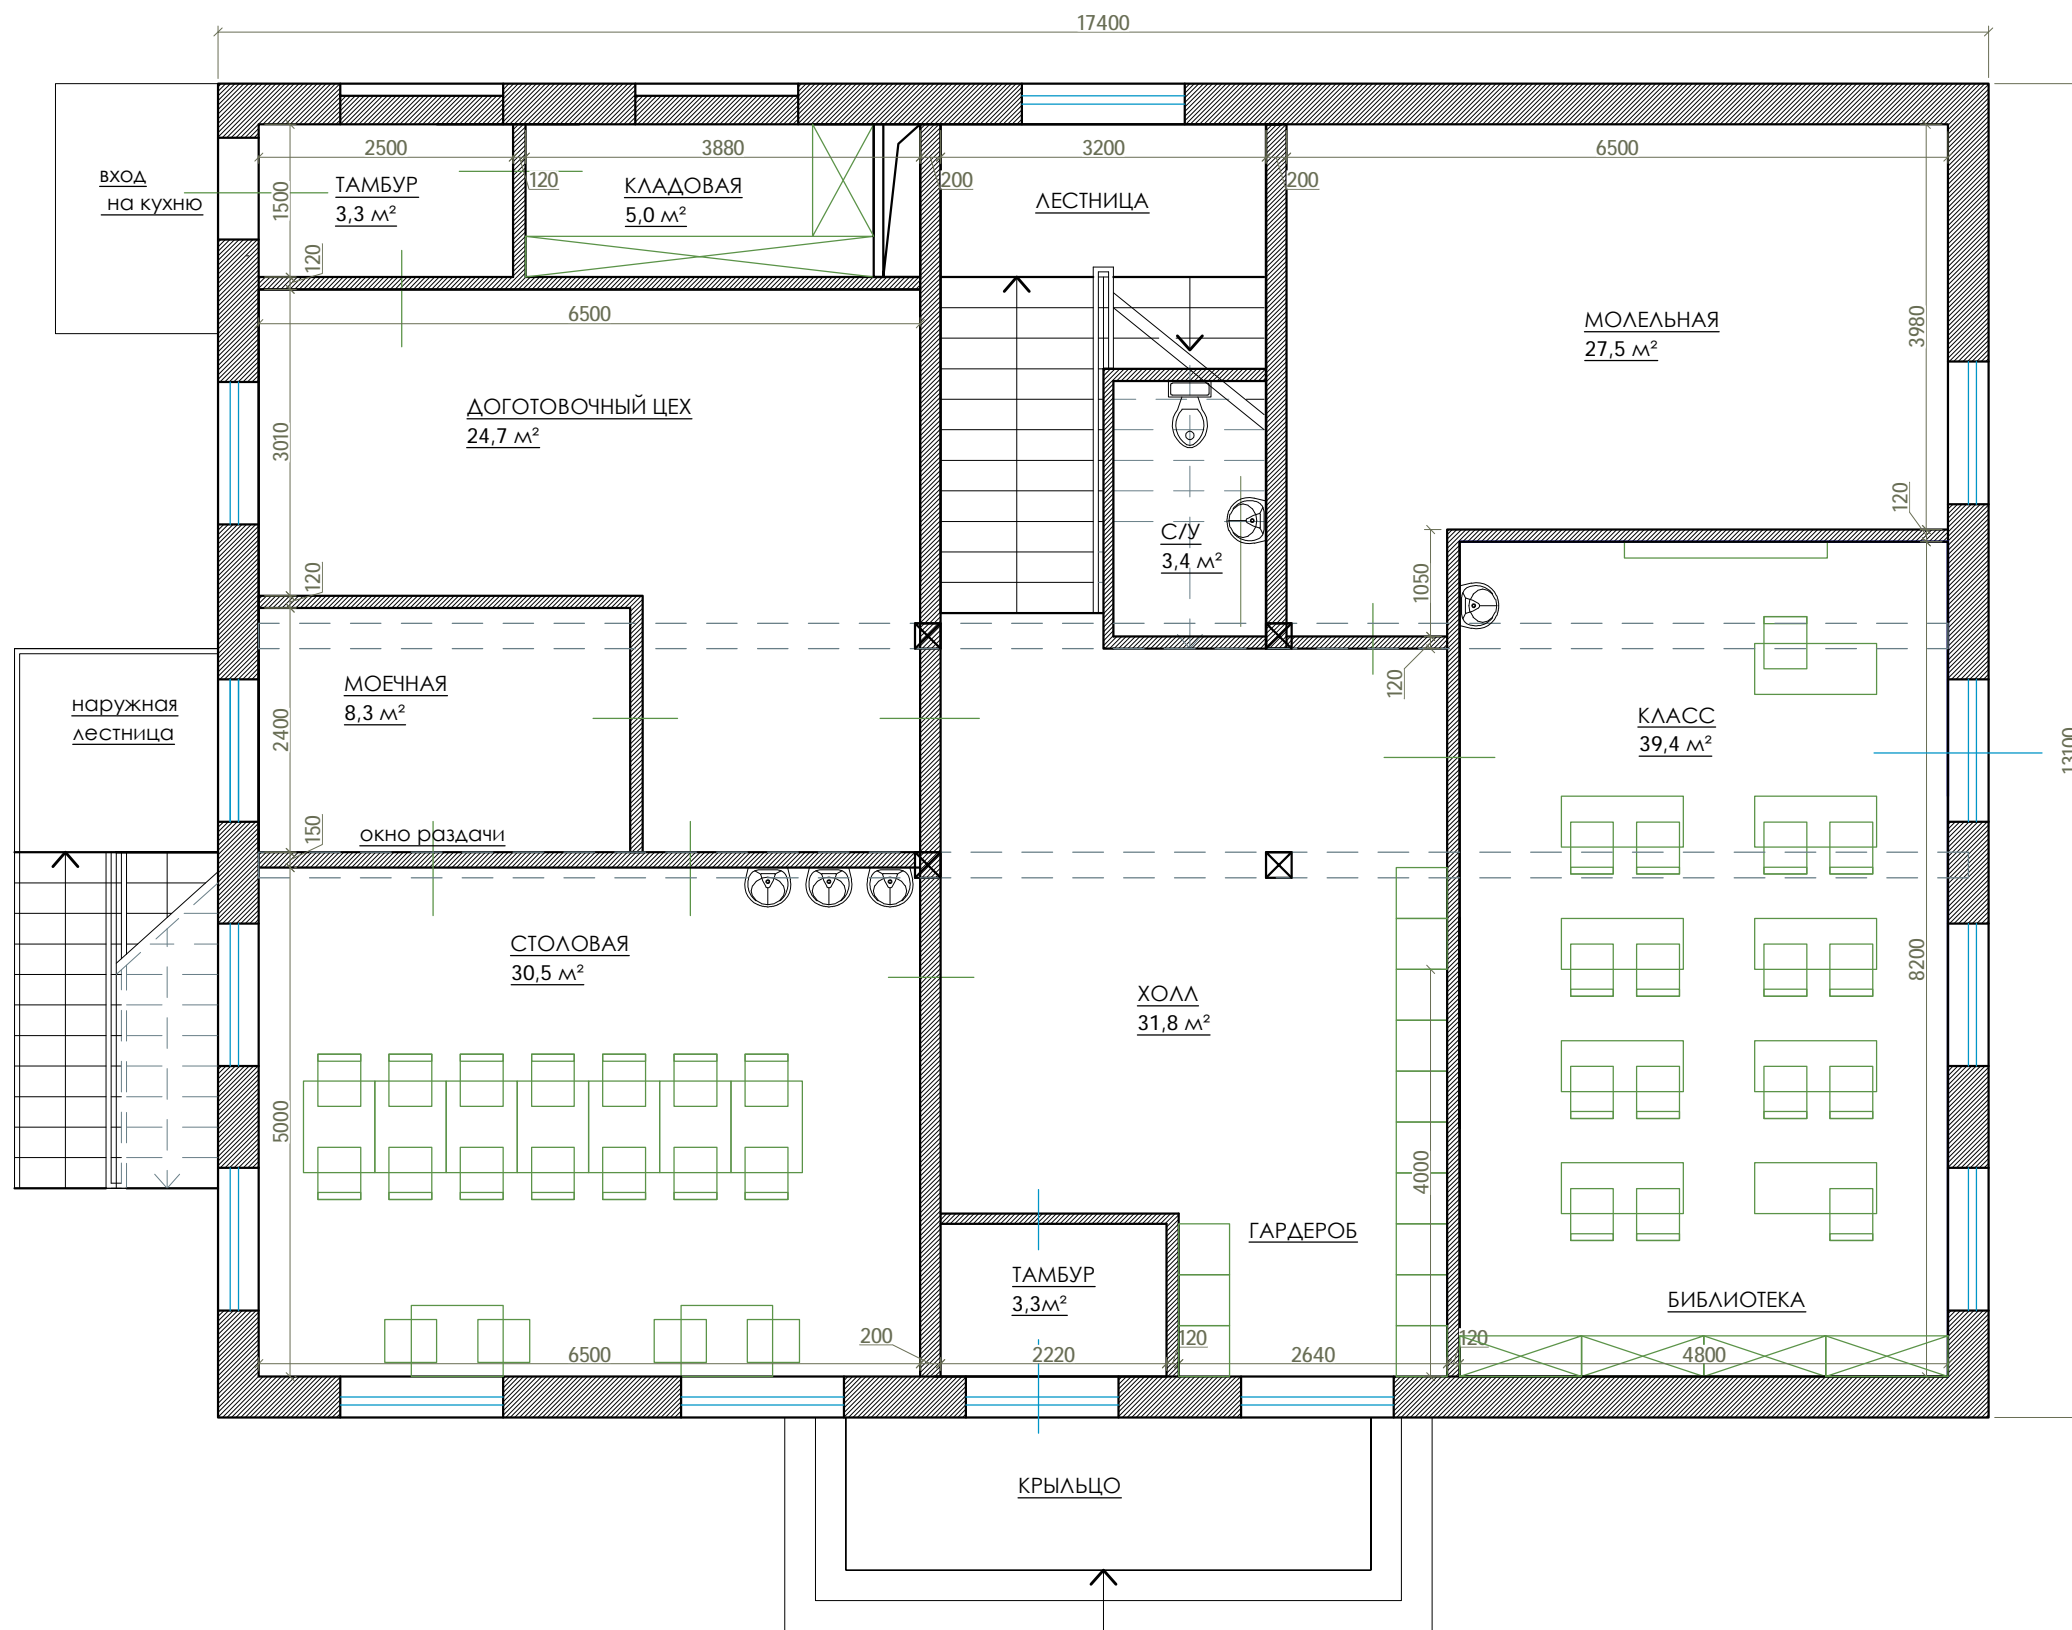 17400
2500
3880
3200
6500
вход
на кухню
1500
ТАМБУР
3,3 м²
120
КЛАДОВАЯ
5,0 м²
200
ЛЕСТНИЦА
200
120
6500
МОЛЕЛЬНАЯ
27,5 м²
3980
ДОГОТОВОЧНЫЙ ЦЕХ
24,7 м²
3010
120
С/У
3,4 м²
120
1050
МОЕЧНАЯ
8,3 м²
120
наружная
лестница
2400
КЛАСС
39,4 м²
13100
150
окно раздачи
СТОЛОВАЯ
30,5 м²
ХОЛЛ
31,8 м²
8200
5000
4000
ГАРДЕРОБ
ТАМБУР
3,3м²
БИБЛИОТЕКА
200
120
120
6500
2220
2640
4800
КРЫЛЬЦО